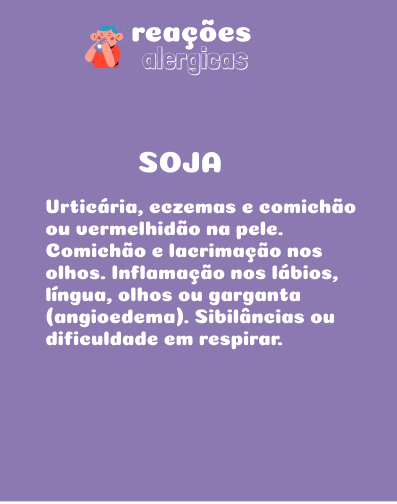 reações
alergicas
SOJA
Urticária, eczemas e comichão
ou vermelhidão na pele.
Comichão e lacrimação nos
olhos. Inflamação nos lábios,
língua, olhos ou garganta
(angioedema). Sibilâncias ou
dificuldade em respirar.